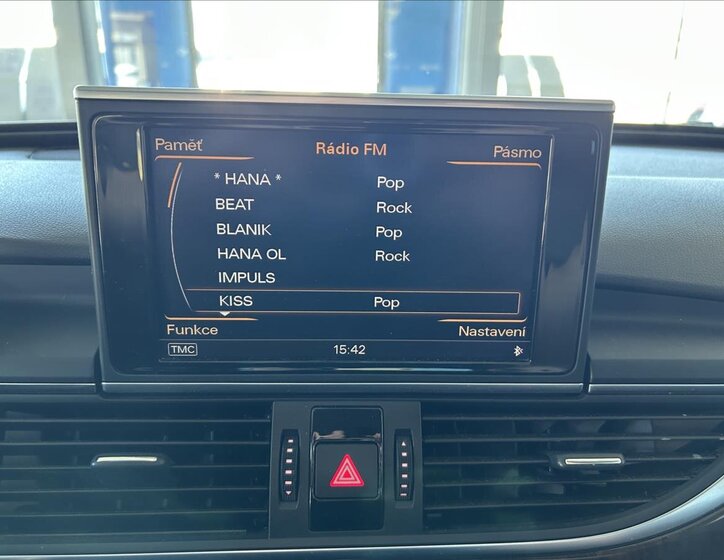 Paměť Rádio FM Pásmo
* HANA * Pop
BEAT Rock
BLANIK Pop
HANA OL Rock
IMPULS
KISS Pop
Funkce Nastavení
TMC 15:42